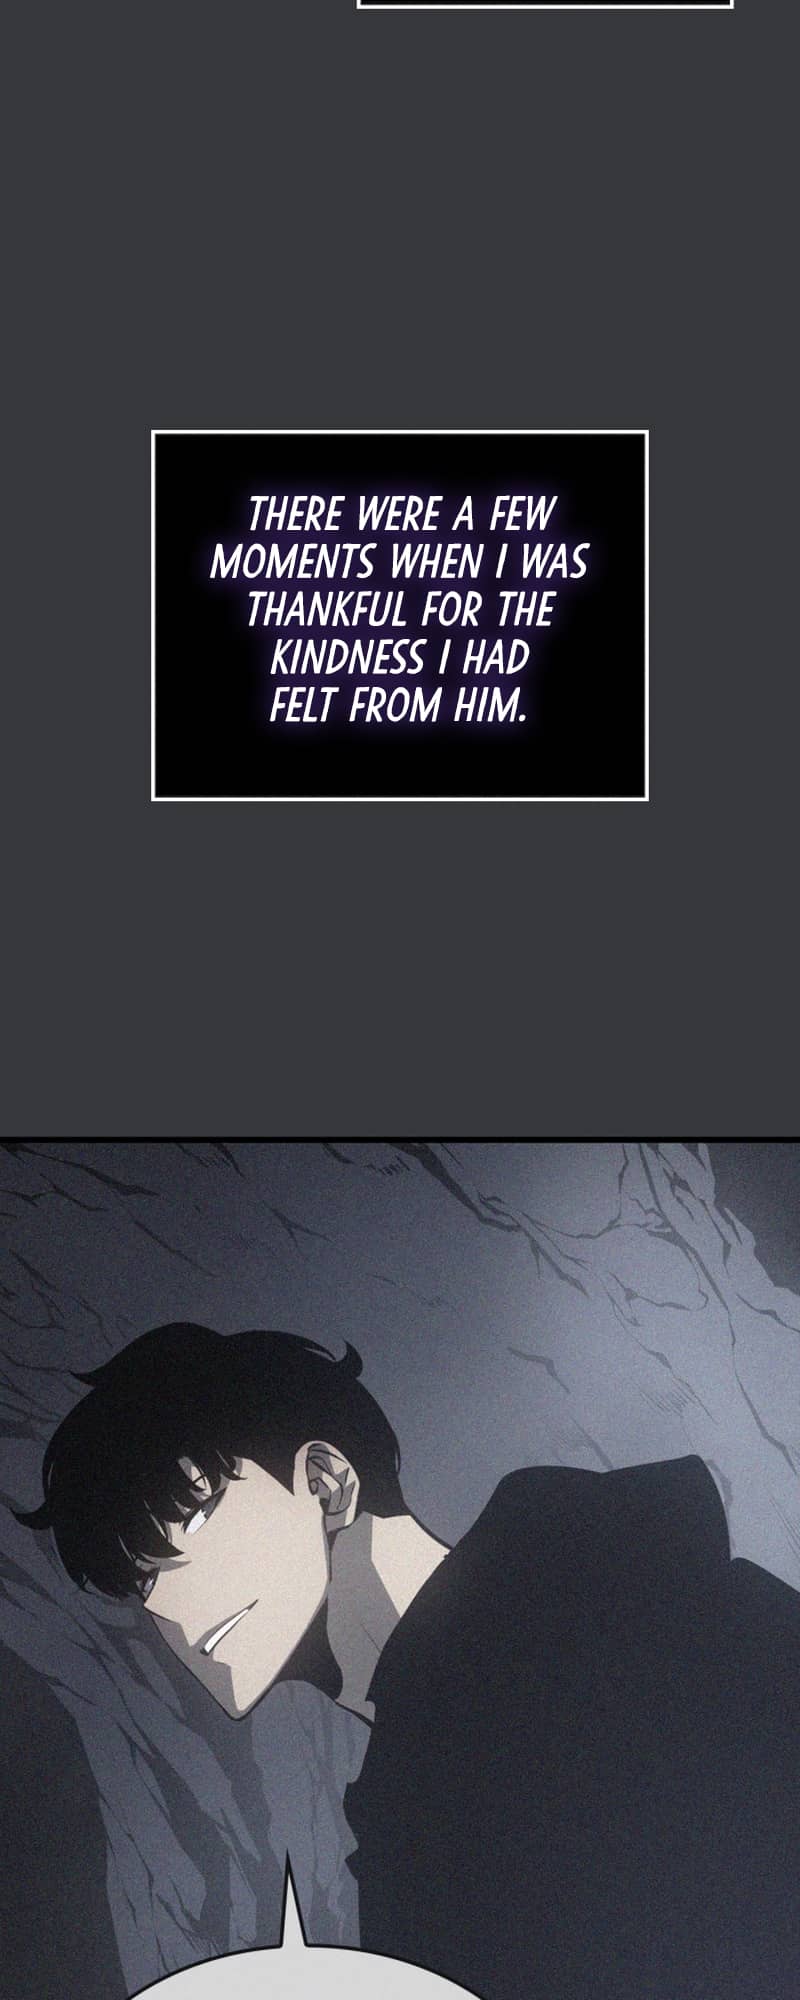 THERE WERE A FEW
MOMENTS WHEN I WAS
THANKFUL FOR THE
KINDNESS I HAD
FELT FROM HIM.